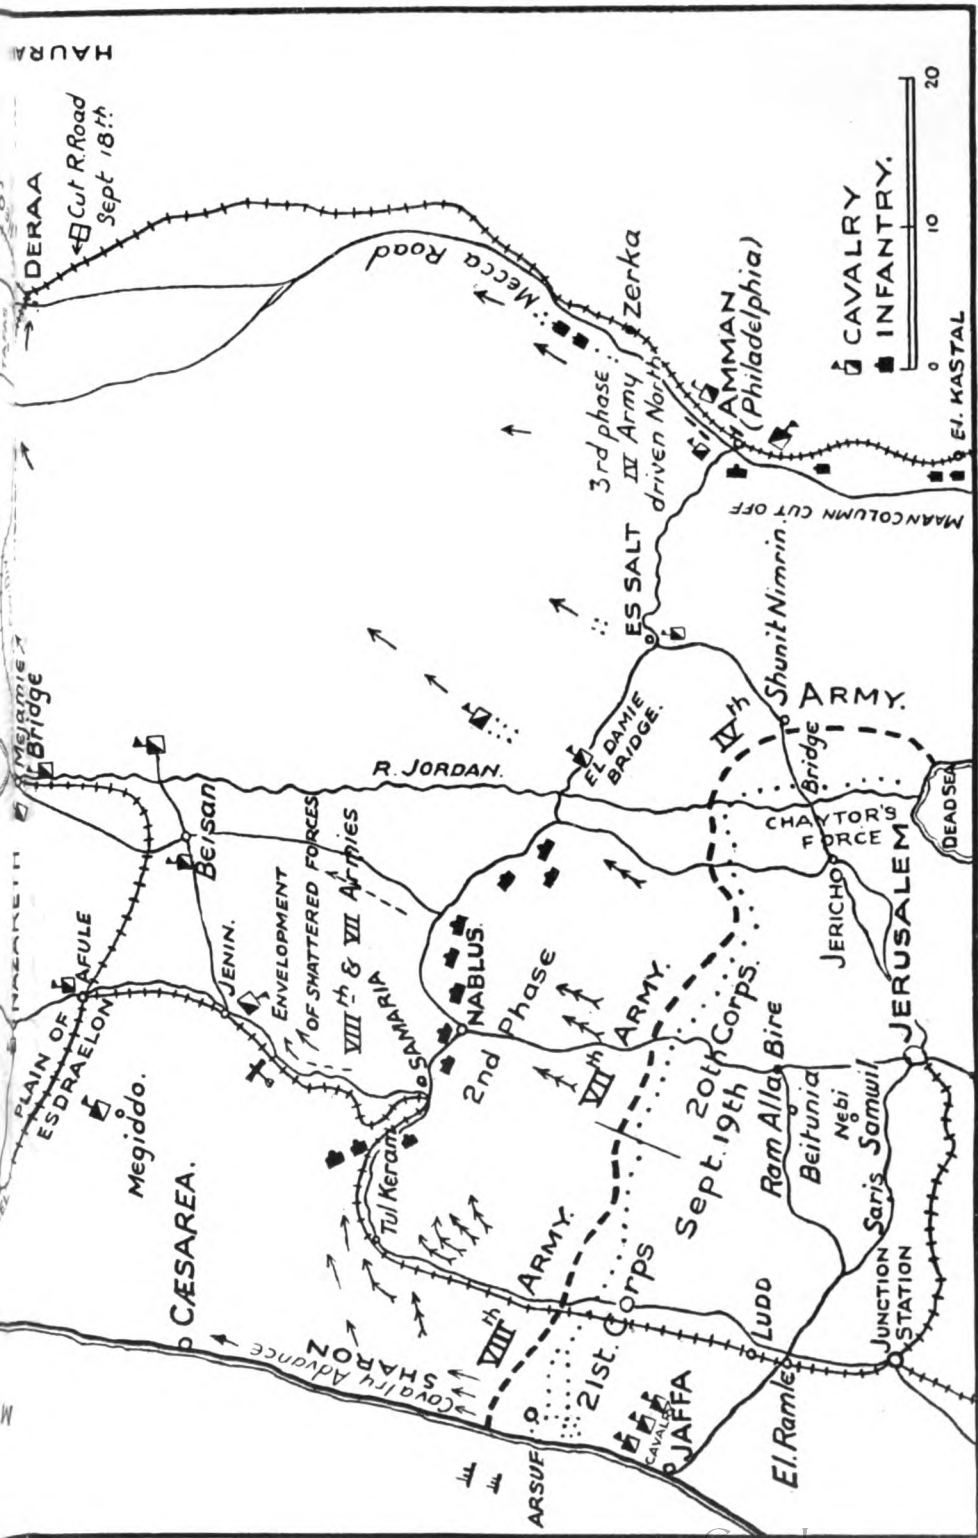 HAURA
DERAA
Cut R.Road
Sept 18th
Mecca Road
Zerka
3rd phase
IV Army
driven North
AMMAN
(Philadelphia)
MAAN COLUMN CUT OFF
El. KASTAL
CAVALRY
INFANTRY.
0 10 20
Mejamie
Bridge
NAZARETH
AFULE
PLAIN OF
ESDRAELON
Megiddo.
Beisan
JENIN.
ENVELOPMENT
OF SHATTERED FORCES
VIIIth & VII Armies
R. JORDAN.
ES SALT
EL DAMIE
BRIDGE.
Shunit Nimrin.
IVth
ARMY.
Bridge
CHAYTOR'S
FORCE
DEAD SEA
JERICHO
JERUSALEM
SAMARIA
NABLUS.
2nd Phase
VIIth
ARMY.
20th Corps.
Sept. 19th
Ram Alla
Bire
Beitunia
Nebi
Samwil
Saris
CÆSAREA.
Tul Keram
Cavalry Advance
SHARON
VIIIth
ARMY.
21st. Corps
ARSUF
CAVALRY
JAFFA
LUDD
El. Ramle
JUNCTION
STATION
M